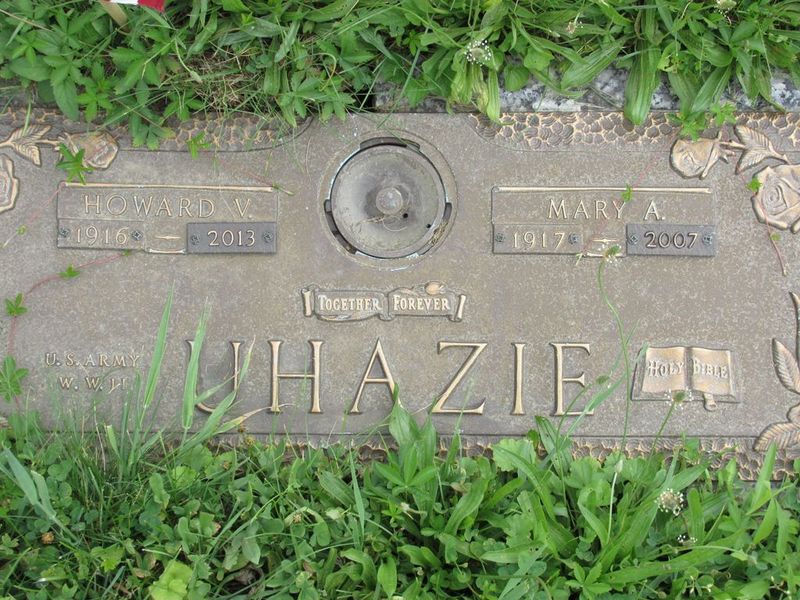 HOWARD V.
1916 – 2013
MARY A.
1917 – 2007
TOGETHER FOREVER
U.S. ARMY
W.W. II
UHAZIE
HOLY BIBLE